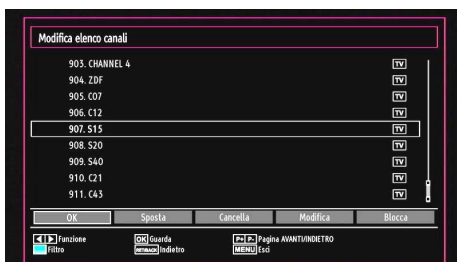 Modifica elenco canali
903. CHANNEL 4 TV
904. ZDF TV
905. C07 TV
906. C12 TV
907. S15 TV
908. S20 TV
909. S40 TV
910. C21 TV
911. C43 TV
OK Sposta Cancella Modifica Blocca
Funzione OK Guarda P+ P- Pagina AVANTI/INDIETRO
Filtro RET/BACK Indietro MENU Esci